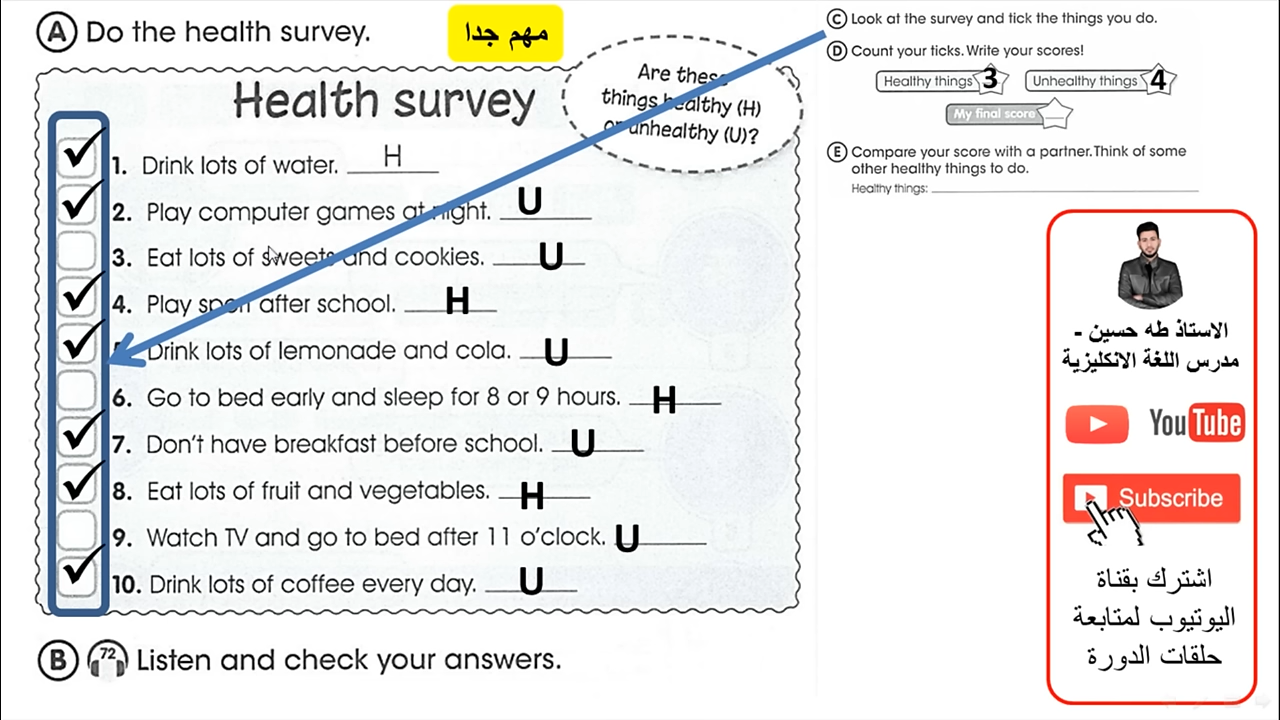 A Do the health survey.
مهم جدا
Health survey
Are these
things healthy (H)
or unhealthy (U)?
1. Drink lots of water. H
2. Play computer games at night. U
3. Eat lots of sweets and cookies. U
4. Play sport after school. H
Drink lots of lemonade and cola. U
6. Go to bed early and sleep for 8 or 9 hours. H
7. Don't have breakfast before school. U
8. Eat lots of fruit and vegetables. H
9. Watch TV and go to bed after 11 o'clock. U
10. Drink lots of coffee every day. U
B 72 Listen and check your answers.
C Look at the survey and tick the things you do.
D Count your ticks. Write your scores!
Healthy things 3
Unhealthy things 4
My final score
E Compare your score with a partner. Think of some
other healthy things to do.
Healthy things:
الاستاذ طه حسين -
مدرس اللغة الانكليزية
YouTube
Subscribe
اشترك بقناة
اليوتيوب لمتابعة
حلقات الدورة